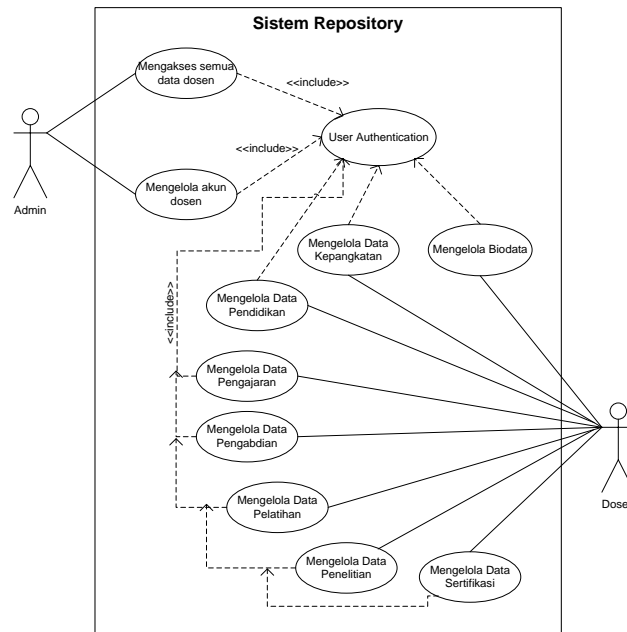 Sistem Repository
Mengakses semua
data dosen
<<include>>
User Authentication
<<include>>
Mengelola akun
dosen
Admin
Mengelola Data
Kepangkatan
Mengelola Biodata
<<include>>
Mengelola Data
Pendidikan
Mengelola Data
Pengajaran
Mengelola Data
Pengabdian
Mengelola Data
Pelatihan
Dose
Mengelola Data
Penelitian
Mengelola Data
Sertifikasi